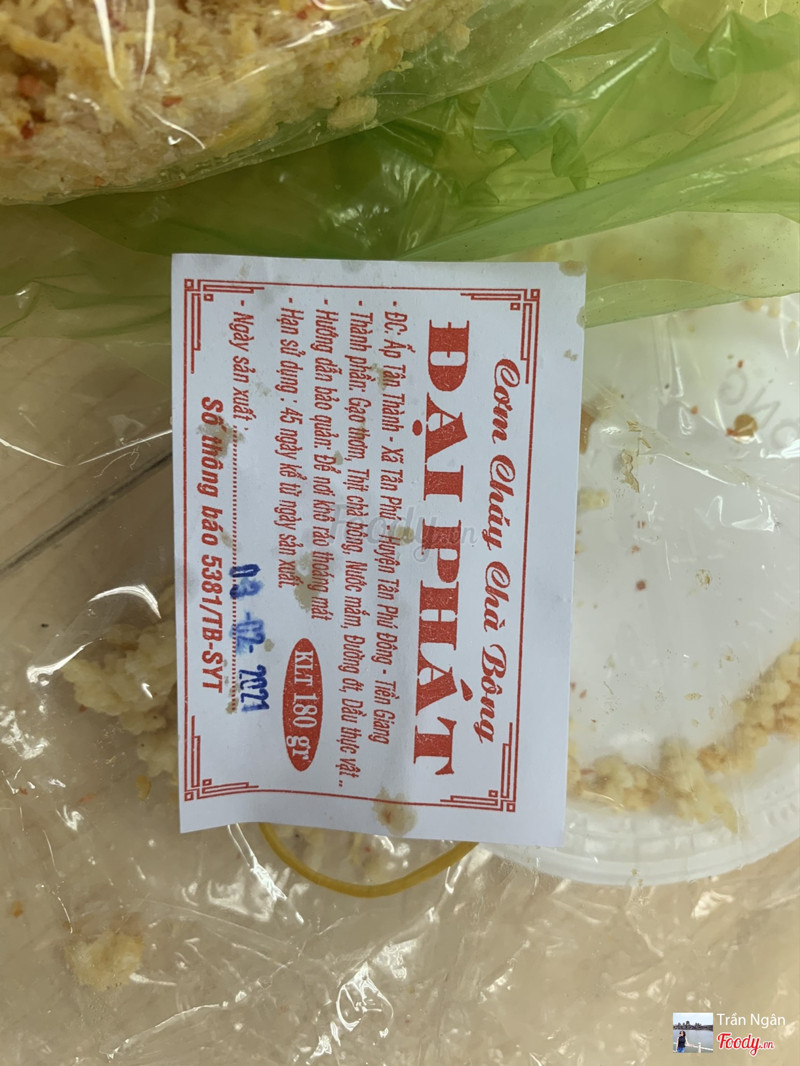 Cơm Cháy Chà Bông
ĐẠI PHÁT
- ĐC: Ấp Tân Thành - Xã Tân Phú, Huyện Tân Phú Đông - Tiền Giang
- Thành phần: Gạo thơm, Thịt chà bông, Nước mắm, Đường ớt, Dầu thực vật ..
- Hướng dẫn bảo quản: Để nơi khô ráo thoáng mát
- Hạn sử dụng : 45 ngày kể từ ngày sản xuất
KLT 180 gr
- Ngày sản xuất : 03 -02- 2021
Số thông báo 5381/TB-SYT
Foody.vn
Trần Ngân
Foody.vn